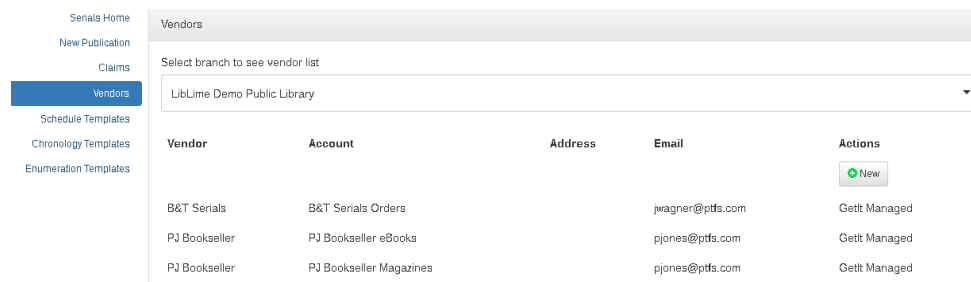 Serials Home
New Publication
Claims
Vendors
Schedule Templates
Chronology Templates
Enumeration Templates
Vendors
Select branch to see vendor list
LibLime Demo Public Library
Vendor Account Address Email Actions
New
B&T Serials B&T Serials Orders jwagner@ptfs.com GetIt Managed
PJ Bookseller PJ Bookseller eBooks pjones@ptfs.com GetIt Managed
PJ Bookseller PJ Bookseller Magazines pjones@ptfs.com GetIt Managed